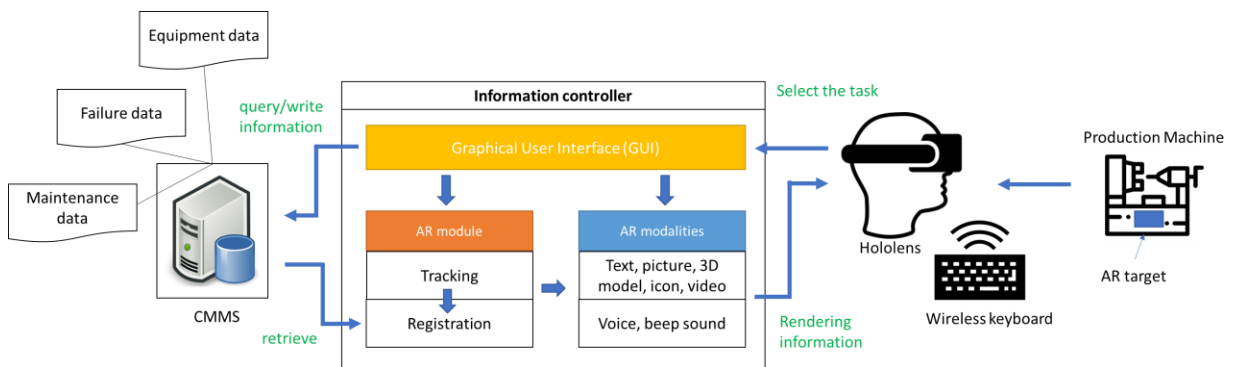 Equipment data
Failure data
Maintenance
data
CMMS
query/write
information
retrieve
Information controller
Graphical User Interface (GUI)
AR module
Tracking
Registration
AR modalities
Text, picture, 3D
model, icon, video
Voice, beep sound
Select the task
Rendering
information
Hololens
Wireless keyboard
Production Machine
AR target